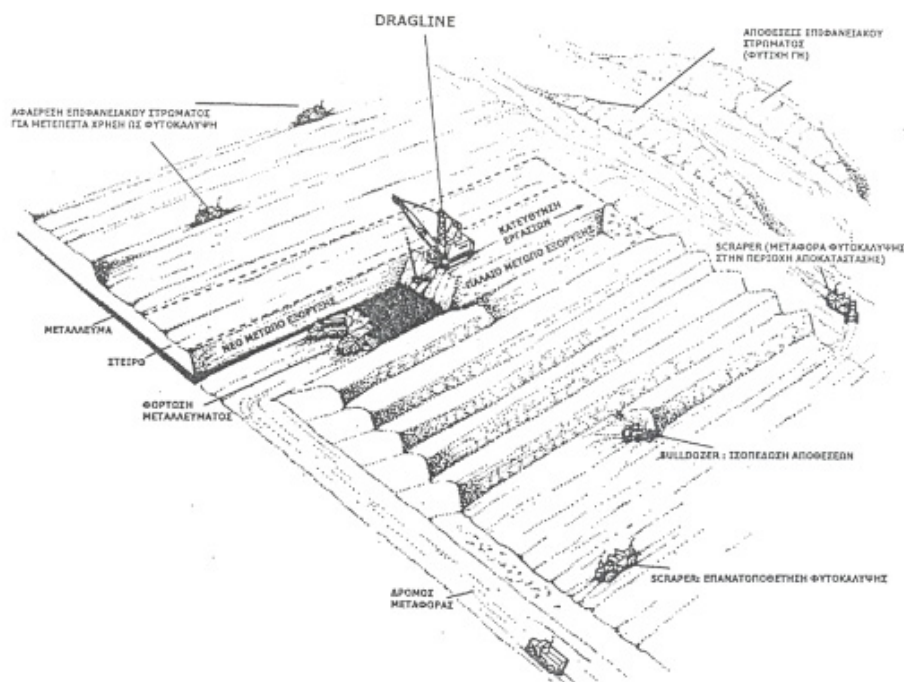 DRAGLINE
ΑΠΟΘΕΣΕΙΣ ΕΠΙΦΑΝΕΙΑΚΟΥ
ΣΤΡΩΜΑΤΟΣ
(ΦΥΤΙΚΗ ΓΗ)
ΑΦΑΙΡΕΣΗ ΕΠΙΦΑΝΕΙΑΚΟΥ ΣΤΡΩΜΑΤΟΣ
ΓΙΑ ΜΕΤΕΠΕΙΤΑ ΧΡΗΣΗ ΩΣ ΦΥΤΟΚΑΛΥΨΗ
ΚΑΤΕΥΘΥΝΣΗ
ΕΡΓΑΣΙΩΝ
SCRAPER (ΜΕΤΑΦΟΡΑ ΦΥΤΟΚΑΛΥΨΗΣ
ΣΤΗΝ ΠΕΡΙΟΧΗ ΑΠΟΚΑΤΑΣΤΑΣΗΣ)
ΠΑΛΑΙΟ ΜΕΤΩΠΟ ΕΞΟΡΥΞΗΣ
ΝΕΟ ΜΕΤΩΠΟ ΕΞΟΡΥΞΗΣ
ΜΕΤΑΛΛΕΥΜΑ
ΣΤΕΙΡΟ
ΦΟΡΤΩΣΗ
ΜΕΤΑΛΛΕΥΜΑΤΟΣ
BULLDOZER : ΙΣΟΠΕΔΩΣΗ ΑΠΟΘΕΣΕΩΝ
SCRAPER: ΕΠΑΝΑΤΟΠΟΘΕΤΗΣΗ ΦΥΤΟΚΑΛΥΨΗΣ
ΔΡΟΜΟΣ
ΜΕΤΑΦΟΡΑΣ